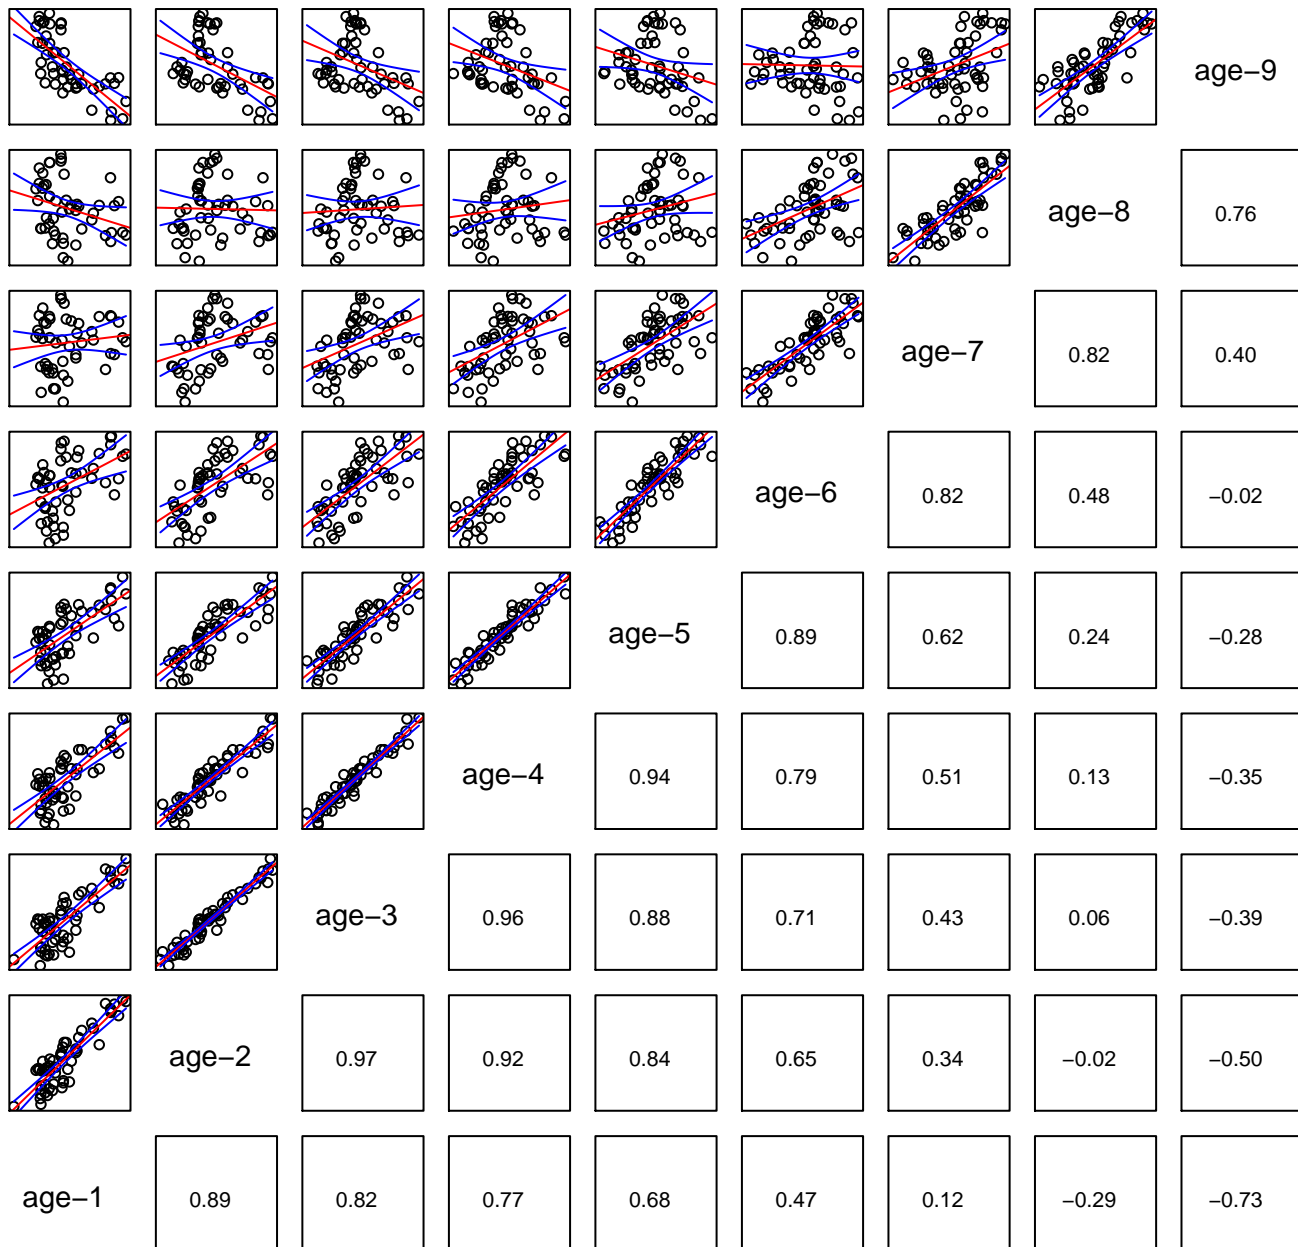 age−9
age−8 0.76
age−7 0.82 0.40
age−6 0.82 0.48 −0.02
age−5 0.89 0.62 0.24 −0.28
age−4 0.94 0.79 0.51 0.13 −0.35
age−3 0.96 0.88 0.71 0.43 0.06 −0.39
age−2 0.97 0.92 0.84 0.65 0.34 −0.02 −0.50
age−1 0.89 0.82 0.77 0.68 0.47 0.12 −0.29 −0.73